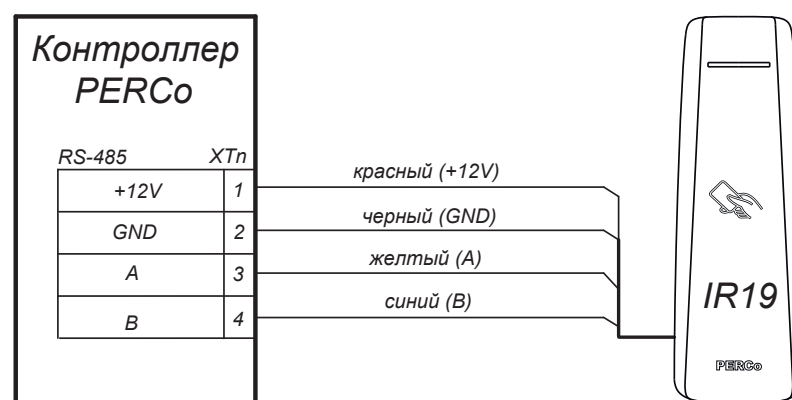 Контроллер
PERCo
RS-485 XTn
+12V 1
GND 2
A 3
B 4
красный (+12V)
черный (GND)
желтый (A)
синий (B)
IR19
PERCo